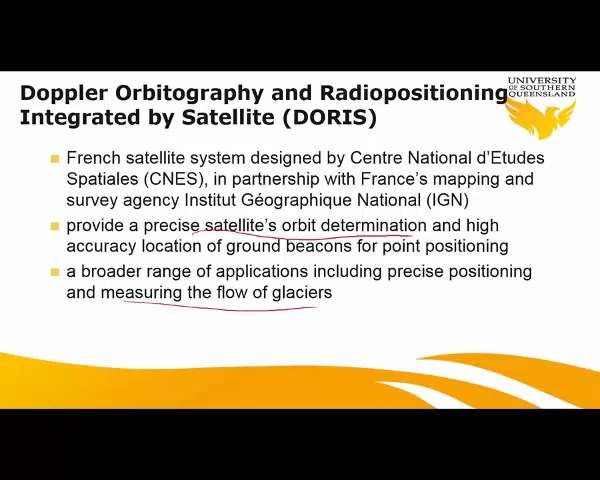 Doppler Orbitography and Radiopositioning
Integrated by Satellite (DORIS)
UNIVERSITY
OF SOUTHERN
QUEENSLAND
French satellite system designed by Centre National d'Etudes
Spatiales (CNES), in partnership with France's mapping and
survey agency Institut Géographique National (IGN)
provide a precise satellite's orbit determination and high
accuracy location of ground beacons for point positioning
a broader range of applications including precise positioning
and measuring the flow of glaciers